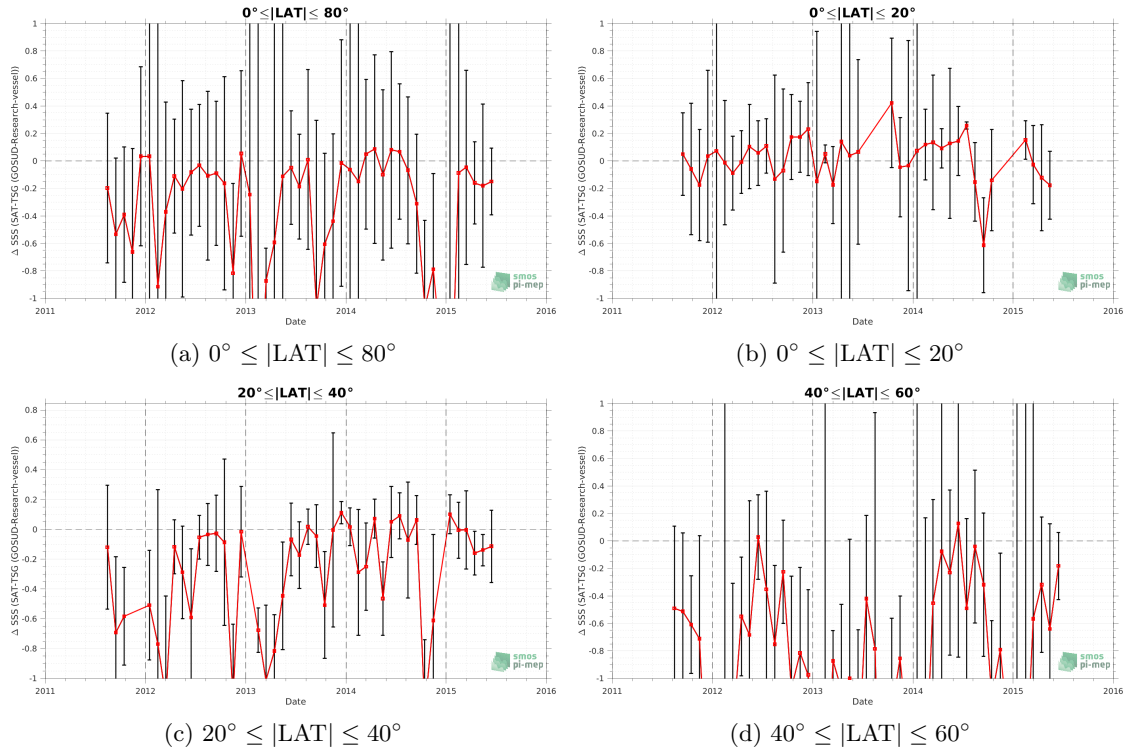 0°≤|LAT|≤ 80°
1
0.8
0.6
0.4
0.2
0
-0.2
-0.4
-0.6
-0.8
-1
Δ SSS (SAT-TSG (GOSUD-Research-vessel))
2011 2012 2013 2014 2015 2016
Date
smos
pi-mep
(a) 0° ≤ |LAT| ≤ 80°
0°≤|LAT|≤ 20°
1
0.8
0.6
0.4
0.2
0
-0.2
-0.4
-0.6
-0.8
-1
Δ SSS (SAT-TSG (GOSUD-Research-vessel))
2011 2012 2013 2014 2015 2016
Date
smos
pi-mep
(b) 0° ≤ |LAT| ≤ 20°
20°≤|LAT|≤ 40°
0.8
0.6
0.4
0.2
0
-0.2
-0.4
-0.6
-0.8
-1
Δ SSS (SAT-TSG (GOSUD-Research-vessel))
2011 2012 2013 2014 2015 2016
Date
smos
pi-mep
(c) 20° ≤ |LAT| ≤ 40°
40°≤|LAT|≤ 60°
1
0.8
0.6
0.4
0.2
0
-0.2
-0.4
-0.6
-0.8
-1
Δ SSS (SAT-TSG (GOSUD-Research-vessel))
2011 2012 2013 2014 2015 2016
Date
smos
pi-mep
(d) 40° ≤ |LAT| ≤ 60°